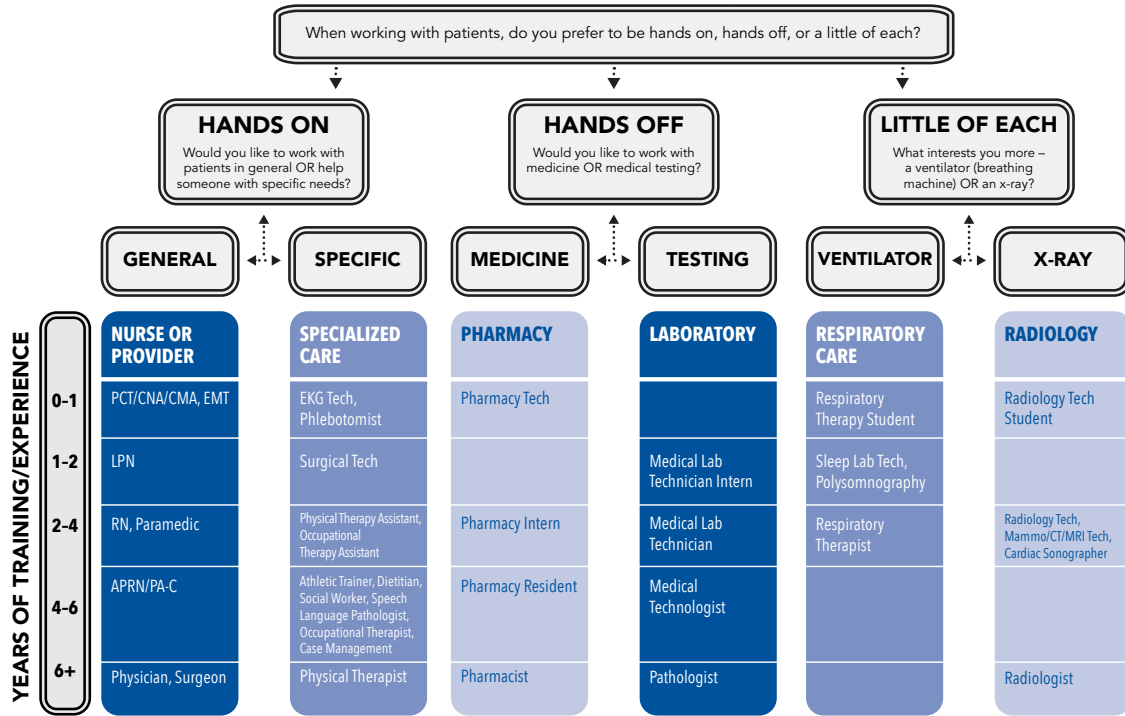 When working with patients, do you prefer to be hands on, hands off, or a little of each?
HANDS ON
Would you like to work with
patients in general OR help
someone with specific needs?
HANDS OFF
Would you like to work with
medicine OR medical testing?
LITTLE OF EACH
What interests you more –
a ventilator (breathing
machine) OR an x-ray?
GENERAL
SPECIFIC
MEDICINE
TESTING
VENTILATOR
X-RAY
YEARS OF TRAINING/EXPERIENCE
NURSE OR
PROVIDER
SPECIALIZED
CARE
PHARMACY
LABORATORY
RESPIRATORY
CARE
RADIOLOGY
0-1
PCT/CNA/CMA, EMT
EKG Tech,
Phlebotomist
Pharmacy Tech
Respiratory
Therapy Student
Radiology Tech
Student
1–2
LPN
Surgical Tech
Medical Lab
Technician Intern
Sleep Lab Tech,
Polysomnography
2–4
RN, Paramedic
Physical Therapy Assistant,
Occupational
Therapy Assistant
Pharmacy Intern
Medical Lab
Technician
Respiratory
Therapist
Radiology Tech,
Mammo/CT/MRI Tech,
Cardiac Sonographer
4–6
APRN/PA-C
Athletic Trainer, Dietitian,
Social Worker, Speech
Language Pathologist,
Occupational Therapist,
Case Management
Pharmacy Resident
Medical
Technologist
6+
Physician, Surgeon
Physical Therapist
Pharmacist
Pathologist
Radiologist